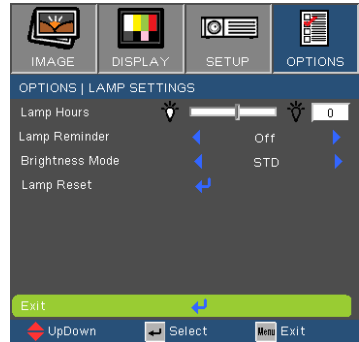 IMAGE DISPLAY SETUP OPTIONS
OPTIONS | LAMP SETTINGS
Lamp Hours 0
Lamp Reminder Off
Brightness Mode STD
Lamp Reset
Exit
UpDown Select Menu Exit